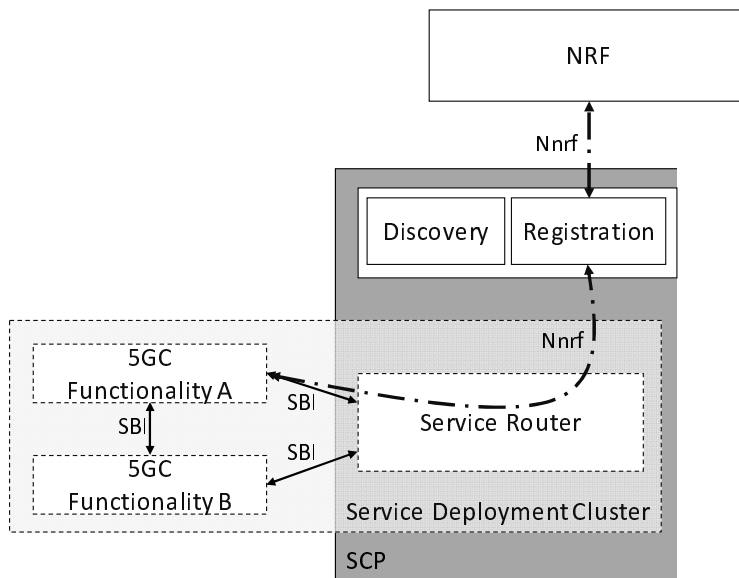 NRF
Nnrf
Discovery
Registration
Nnrf
5GC
Functionality A
SBI
Service Router
SBI
SBI
5GC
Functionality B
Service Deployment Cluster
SCP